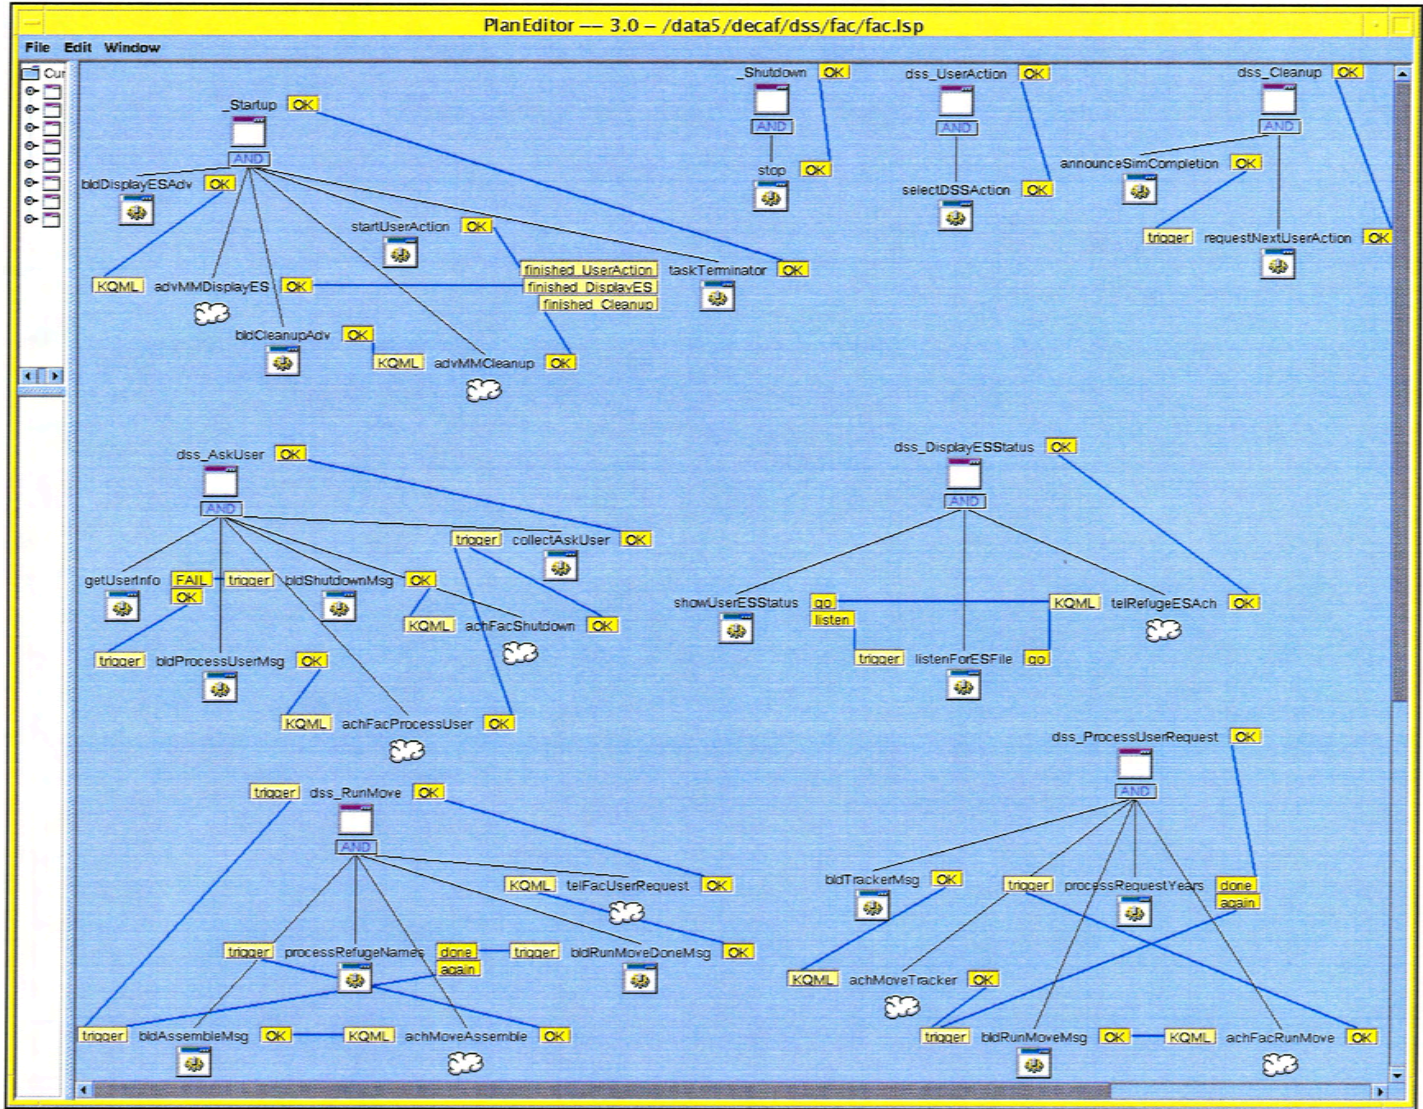 PlanEditor –– 3.0 – /data5/decaf/dss/fac/fac.lsp
File Edit Window
Cur
_Startup OK
AND
bldDisplayESAdv OK
startUserAction OK
finished_UserAction
finished_DisplayES
finished_Cleanup
taskTerminator OK
KQML advMMDisplayES OK
bldCleanupAdv OK
KQML advMMCleanup OK
_Shutdown OK
AND
stop OK
dss_UserAction OK
AND
selectDSSAction OK
dss_Cleanup OK
AND
announceSimCompletion OK
trigger requestNextUserAction OK
dss_AskUser OK
AND
trigger collectAskUser OK
getUserInfo FAIL
OK
trigger bldShutdownMsg OK
KQML achFacShutdown OK
trigger bldProcessUserMsg OK
KQML achFacProcessUser OK
dss_DisplayESStatus OK
AND
showUserESStatus go
listen
KQML telRefugeESAch OK
trigger listenForESFile go
trigger dss_RunMove OK
AND
KQML telFacUserRequest OK
trigger processRefugeNames done
again
trigger bldRunMoveDoneMsg OK
trigger bldAssembleMsg OK
KQML achMoveAssemble OK
dss_ProcessUserRequest OK
AND
bldTrackerMsg OK
trigger processRequestYears done
again
KQML achMoveTracker OK
trigger bldRunMoveMsg OK
KQML achFacRunMove OK